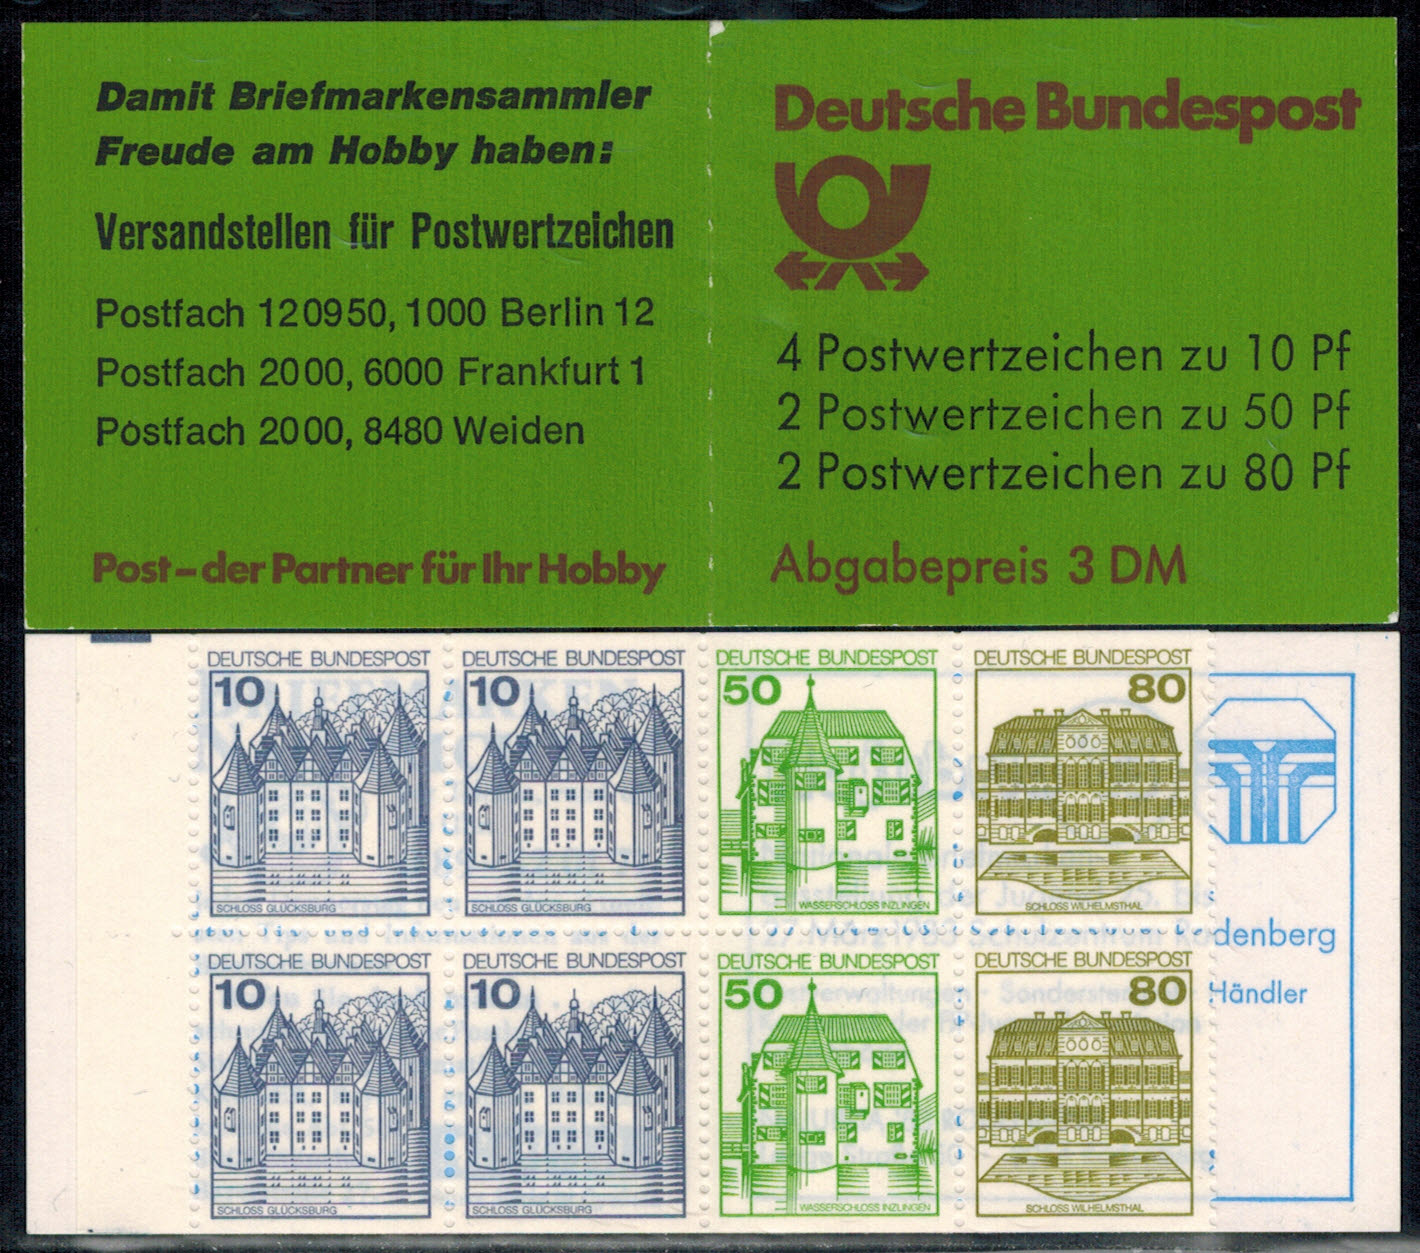 Damit Briefmarkensammler
Freude am Hobby haben:
Versandstellen für Postwertzeichen
Postfach 120950, 1000 Berlin 12
Postfach 2000, 6000 Frankfurt 1
Postfach 2000, 8480 Weiden
Post–der Partner für Ihr Hobby
Deutsche Bundespost
4 Postwertzeichen zu 10 Pf
2 Postwertzeichen zu 50 Pf
2 Postwertzeichen zu 80 Pf
Abgabepreis 3 DM
DEUTSCHE BUNDESPOST
10
SCHLOSS GLÜCKSBURG
DEUTSCHE BUNDESPOST
10
SCHLOSS GLÜCKSBURG
DEUTSCHE BUNDESPOST
50
WASSERSCHLOSS INZLINGEN
DEUTSCHE BUNDESPOST
80
SCHLOSS WILHELMSTHAL
denberg
Händler
DEUTSCHE BUNDESPOST
10
SCHLOSS GLÜCKSBURG
DEUTSCHE BUNDESPOST
10
SCHLOSS GLÜCKSBURG
DEUTSCHE BUNDESPOST
50
WASSERSCHLOSS INZLINGEN
DEUTSCHE BUNDESPOST
80
SCHLOSS WILHELMSTHAL